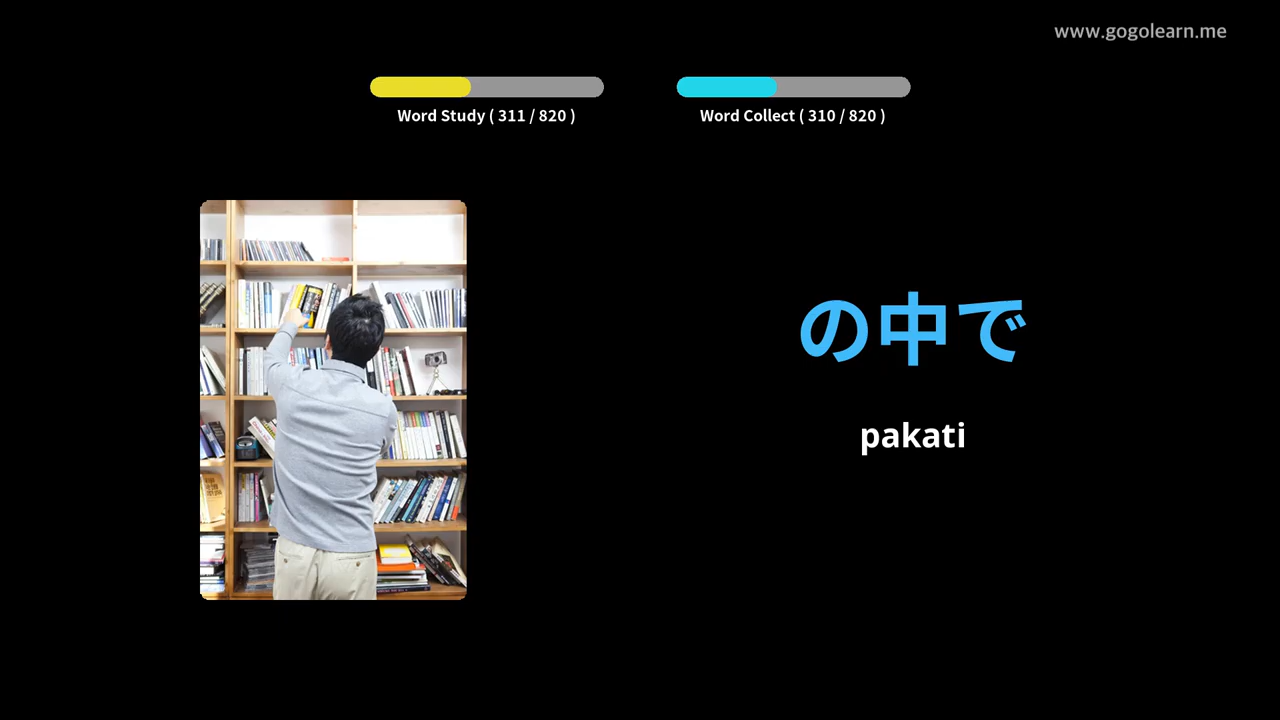 www.gogolearn.me
Word Study ( 311 / 820 )
Word Collect ( 310 / 820 )
の中で
pakati